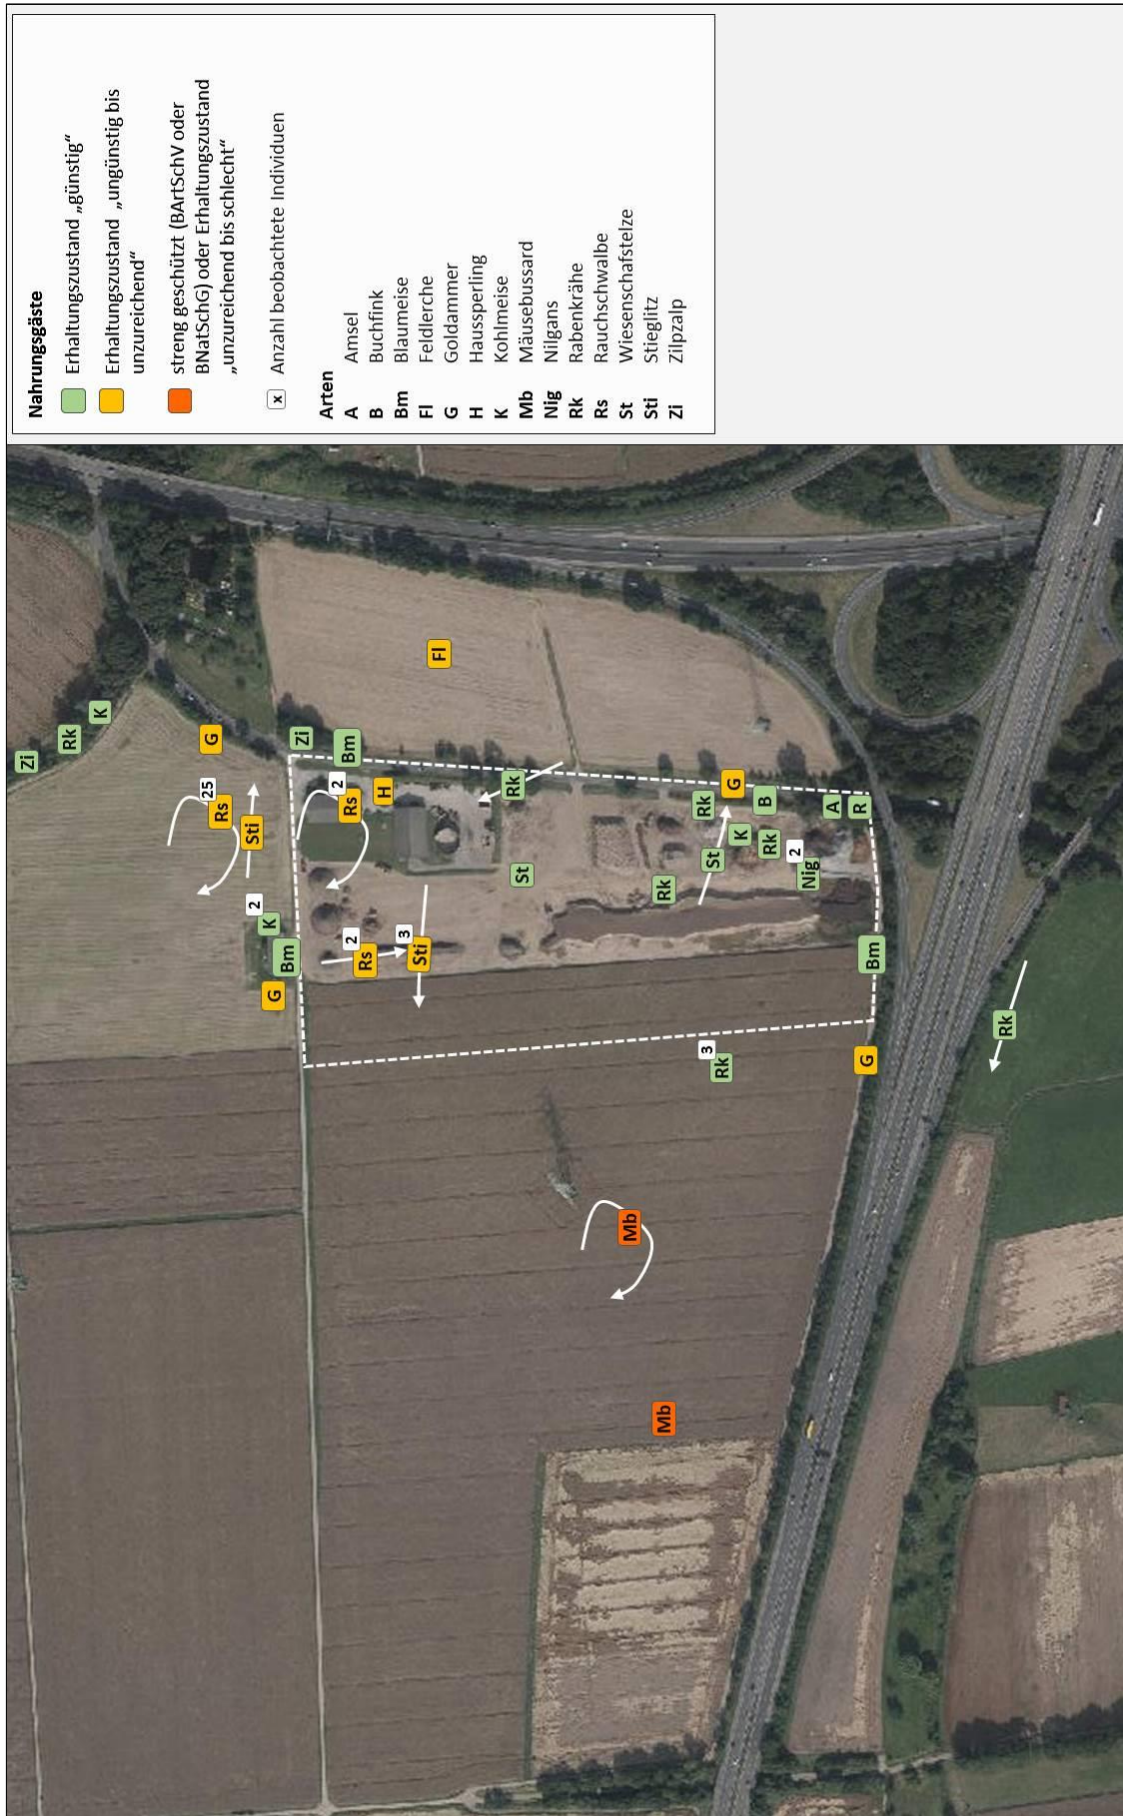 Nahrungsgäste
Erhaltungszustand „günstig“
Erhaltungszustand „ungünstig bis
unzureichend“
streng geschützt (BArtSchV oder
BNatSchG) oder Erhaltungszustand
„unzureichend bis schlecht“
x Anzahl beobachtete Individuen
Arten
A Amsel
B Buchfink
Bm Blaumeise
Fl Feldlerche
G Goldammer
H Haussperling
K Kohlmeise
Mb Mäusebussard
Nig Nilgans
Rk Rabenkrähe
Rs Rauchschwalbe
St Wiesenschafstelze
Sti Stieglitz
Zi Zilpzalp
Zi
Rk
K
G
25
Rs
Sti
2
K
Bm
G
Zi
Bm
2
Rs
H
2
Rs
3
Sti
Fl
Rk
St
Rk
G
B
St
K
Rk
Rk
2
Nig
A
R
Bm
3
Rk
G
Rk
Mb
Mb